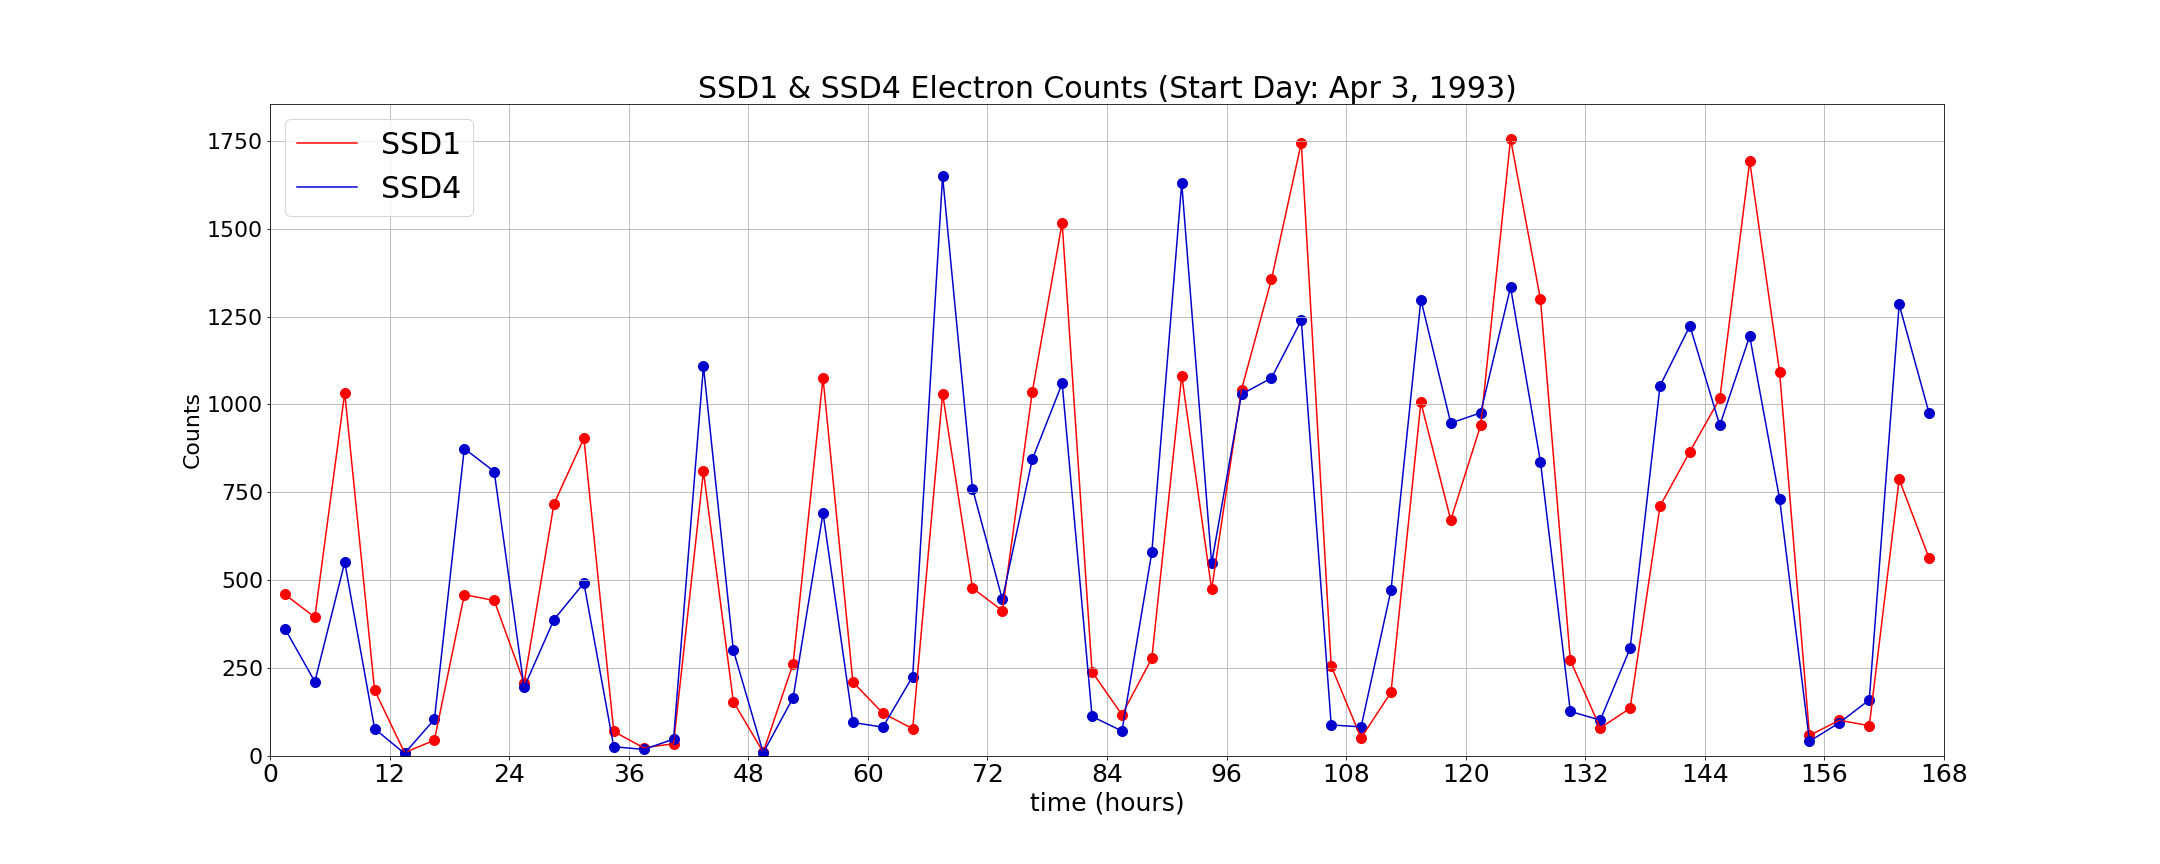 SSD1 & SSD4 Electron Counts (Start Day: Apr 3, 1993)
SSD1
SSD4
1750
1500
1250
1000
750
500
250
0
Counts
0 12 24 36 48 60 72 84 96 108 120 132 144 156 168
time (hours)